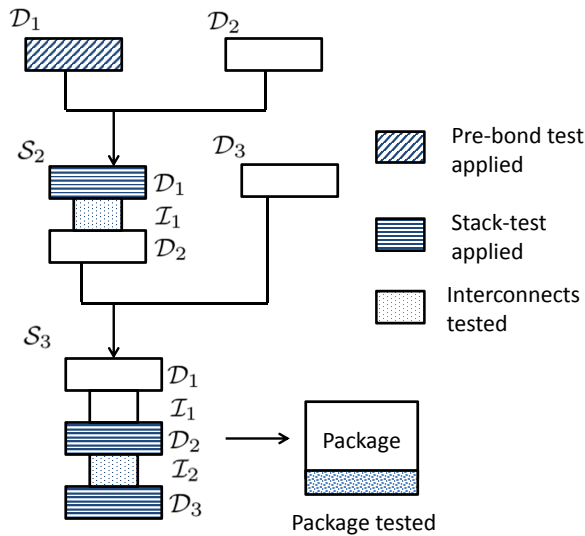 𝒟₁
𝒟₂
𝒮₂
𝒟₁
ℐ₁
𝒟₂
𝒟₃
Pre-bond test
applied
Stack-test
applied
Interconnects
tested
𝒮₃
𝒟₁
ℐ₁
𝒟₂
ℐ₂
𝒟₃
Package
Package tested